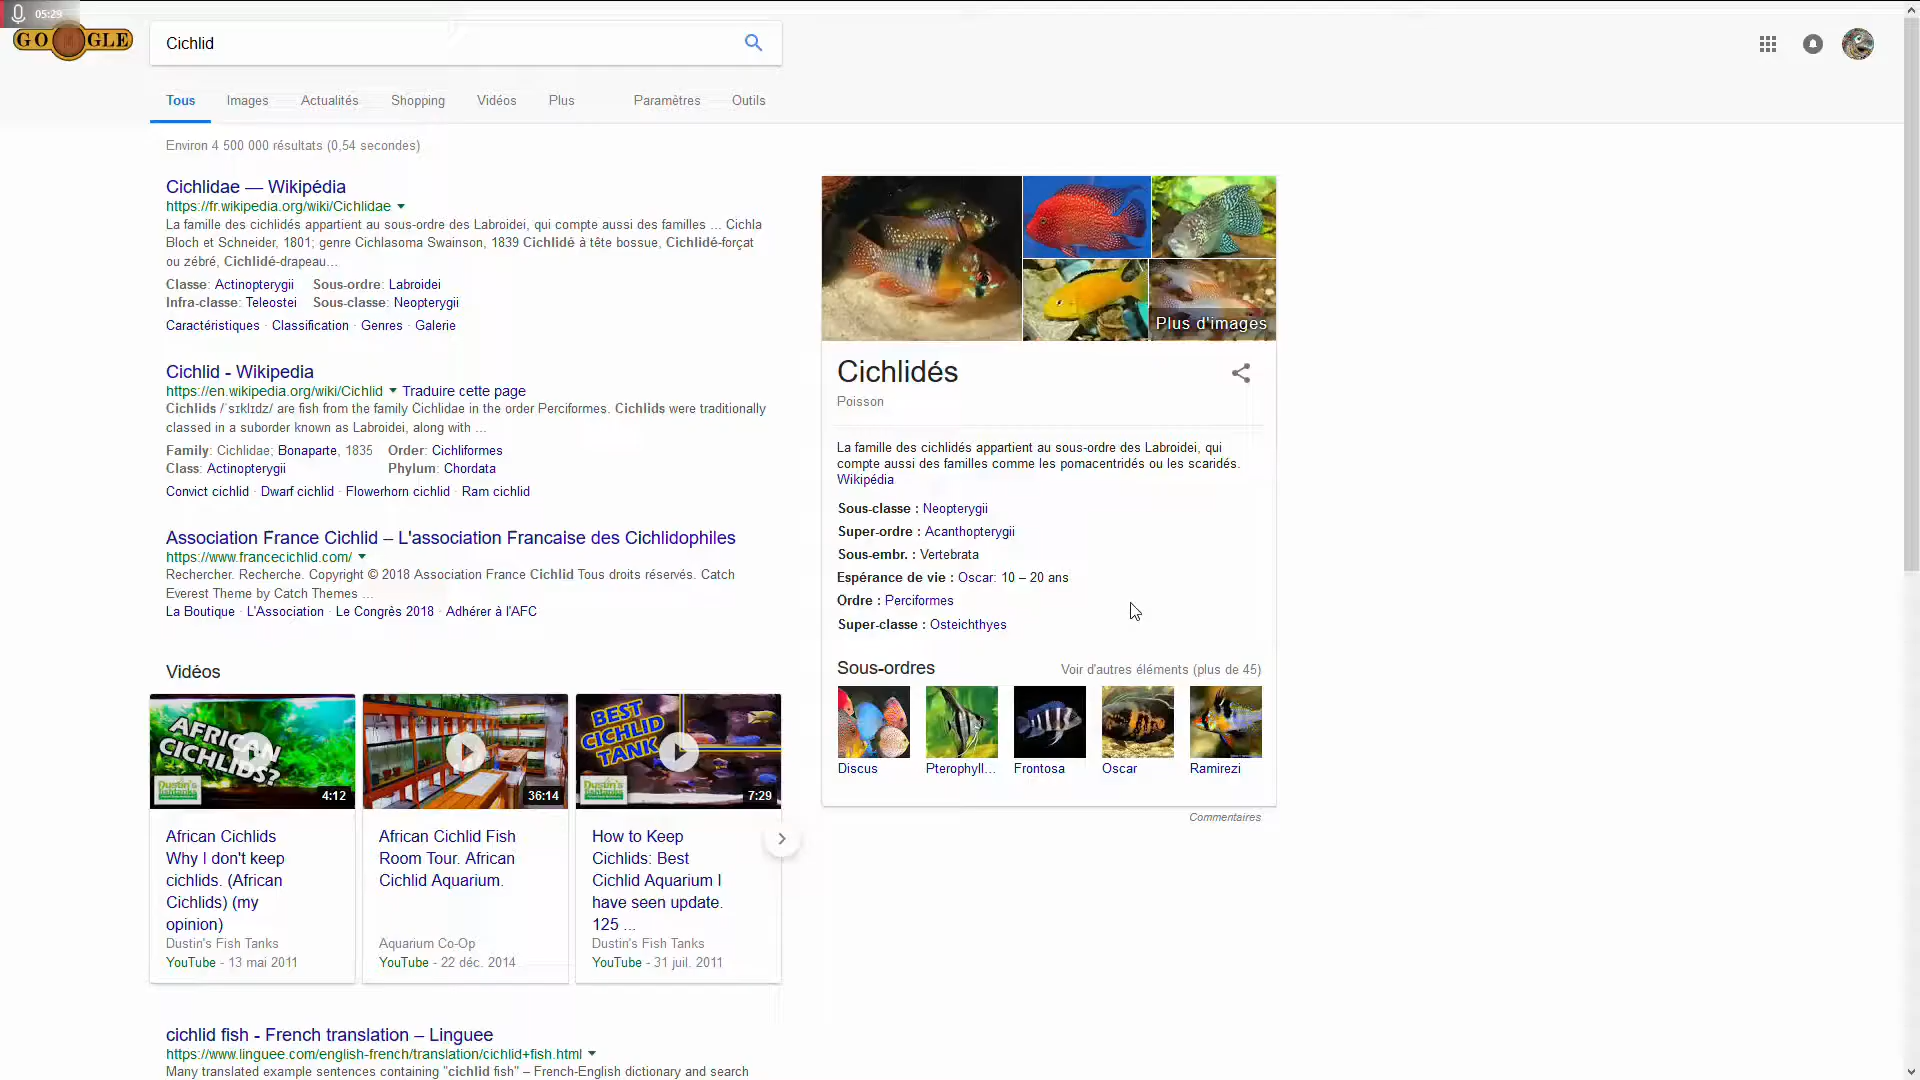 05:29
GOOGLE
Cichlid
Tous Images Actualités Shopping Vidéos Plus Paramètres Outils
Environ 4 500 000 résultats (0,54 secondes)
Cichlidae — Wikipédia
https://fr.wikipedia.org/wiki/Cichlidae
La famille des cichlidés appartient au sous-ordre des Labroidei, qui compte aussi des familles ... Cichla
Bloch et Schneider, 1801; genre Cichlasoma Swainson, 1839 Cichlidé à tête bossue, Cichlidé-forçat
ou zébré, Cichlidé-drapeau...
Classe: Actinopterygii Sous-ordre: Labroidei
Infra-classe: Teleostei Sous-classe: Neopterygii
Caractéristiques · Classification · Genres · Galerie
Cichlid - Wikipedia
https://en.wikipedia.org/wiki/Cichlid Traduire cette page
Cichlids /ˈsɪklɪdz/ are fish from the family Cichlidae in the order Perciformes. Cichlids were traditionally
classed in a suborder known as Labroidei, along with ...
Family: Cichlidae; Bonaparte, 1835 Order: Cichliformes
Class: Actinopterygii Phylum: Chordata
Convict cichlid · Dwarf cichlid · Flowerhorn cichlid · Ram cichlid
Association France Cichlid – L'association Francaise des Cichlidophiles
https://www.francecichlid.com/
Rechercher. Recherche. Copyright © 2018 Association France Cichlid Tous droits réservés. Catch
Everest Theme by Catch Themes ...
La Boutique · L'Association · Le Congrès 2018 · Adhérer à l'AFC
Vidéos
AFRICAN
CICHLIDS?
Dustin's
4:12
African Cichlids
Why I don't keep
cichlids. (African
Cichlids) (my
opinion)
Dustin's Fish Tanks
YouTube - 13 mai 2011
36:14
African Cichlid Fish
Room Tour. African
Cichlid Aquarium.
Aquarium Co-Op
YouTube - 22 déc. 2014
BEST
CICHLID
TANK
Dustin's
7:29
How to Keep
Cichlids: Best
Cichlid Aquarium I
have seen update.
125 ...
Dustin's Fish Tanks
YouTube - 31 juil. 2011
cichlid fish - French translation – Linguee
https://www.linguee.com/english-french/translation/cichlid+fish.html
Many translated example sentences containing "cichlid fish" – French-English dictionary and search
Plus d'images
Cichlidés
Poisson
La famille des cichlidés appartient au sous-ordre des Labroidei, qui
compte aussi des familles comme les pomacentridés ou les scaridés.
Wikipédia
Sous-classe : Neopterygii
Super-ordre : Acanthopterygii
Sous-embr. : Vertebrata
Espérance de vie : Oscar: 10 – 20 ans
Ordre : Perciformes
Super-classe : Osteichthyes
Sous-ordres Voir d'autres éléments (plus de 45)
Discus Pterophyll... Frontosa Oscar Ramirezi
Commentaires